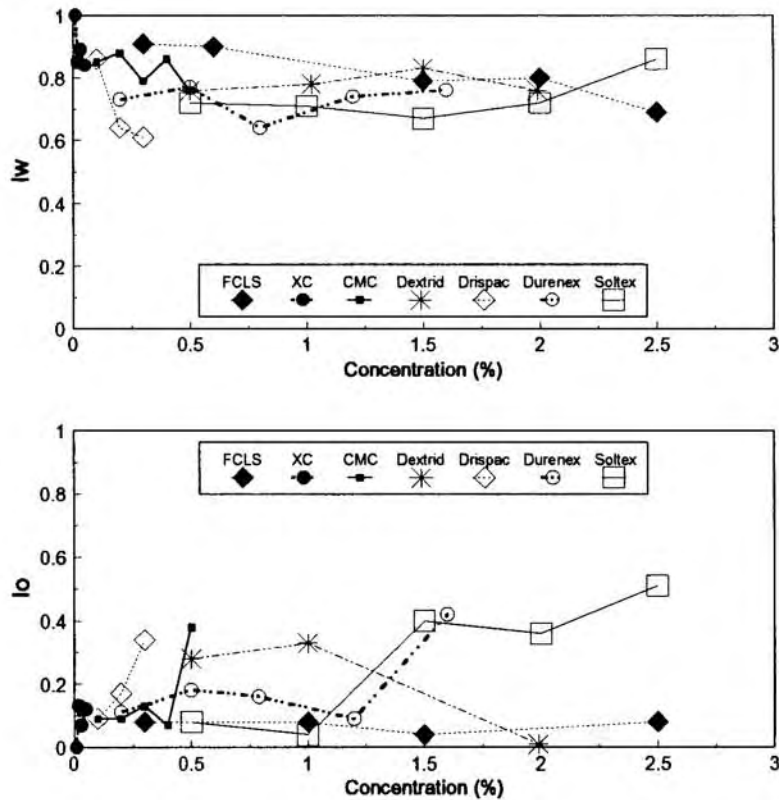 1
0.8
0.6
0.4
0.2
0
Iw
FCLS XC CMC Dextrid Drispac Durenex Soltex
0 0.5 1 1.5 2 2.5 3
Concentration (%)
1
0.8
0.6
0.4
0.2
0
Io
FCLS XC CMC Dextrid Drispac Durenex Soltex
0 0.5 1 1.5 2 2.5 3
Concentration (%)